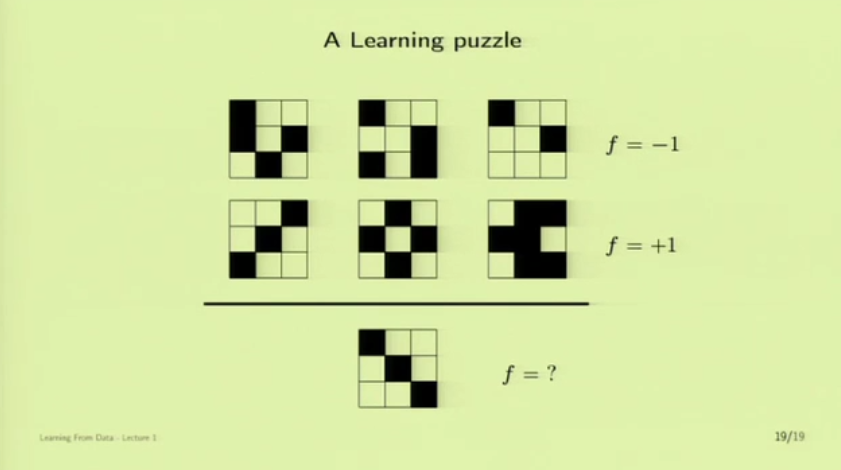 A Learning puzzle
f = −1
f = +1
f = ?
Learning From Data - Lecture 1
19/19